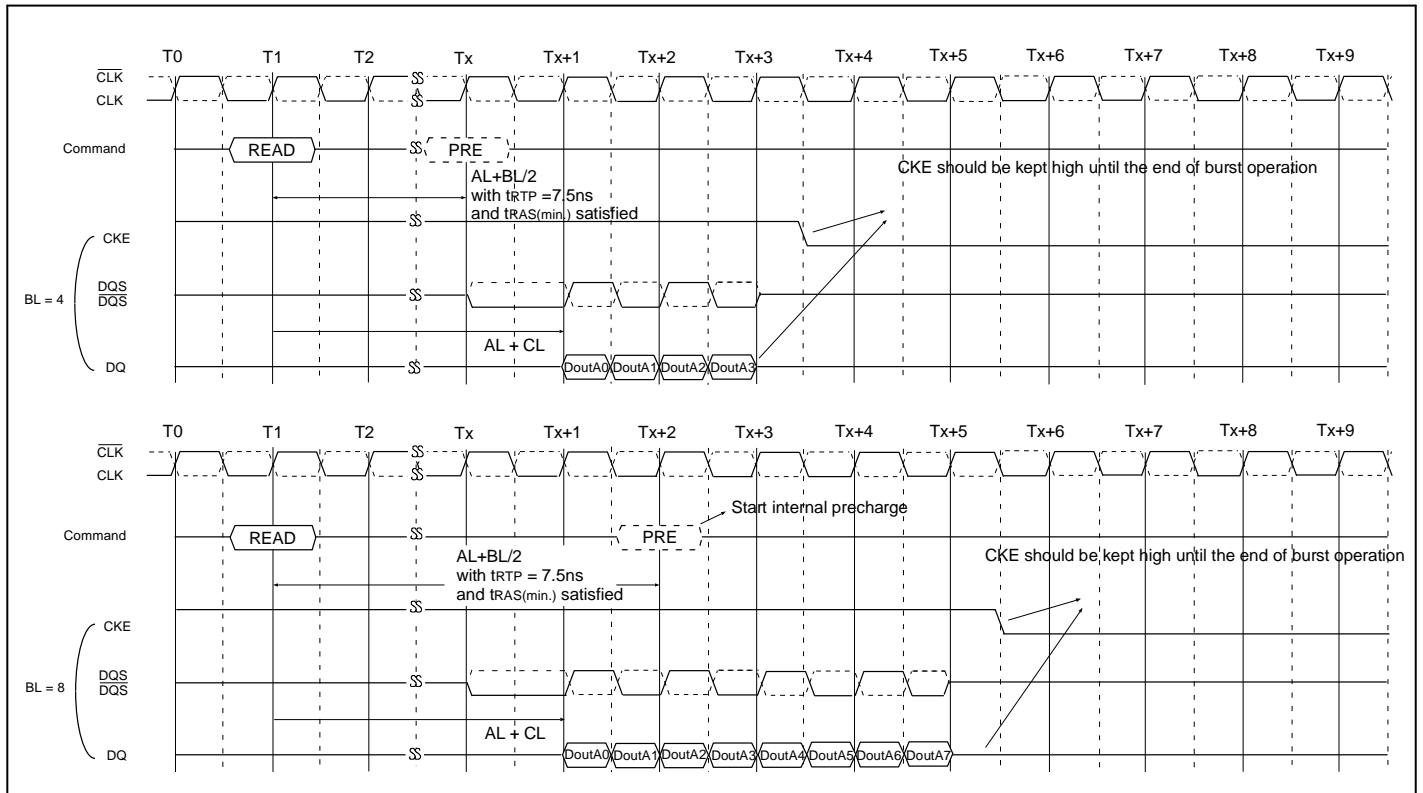 T0 T1 T2 Tx Tx+1 Tx+2 Tx+3 Tx+4 Tx+5 Tx+6 Tx+7 Tx+8 Tx+9
CLK
CLK
Command READ PRE
CKE should be kept high until the end of burst operation
AL+BL/2
with tRTP =7.5ns
and tRAS(min.) satisfied
CKE
BL = 4
DQS
DQS
AL + CL
DQ DoutA0 DoutA1 DoutA2 DoutA3
T0 T1 T2 Tx Tx+1 Tx+2 Tx+3 Tx+4 Tx+5 Tx+6 Tx+7 Tx+8 Tx+9
CLK
CLK
Start internal precharge
Command READ PRE
CKE should be kept high until the end of burst operation
AL+BL/2
with tRTP = 7.5ns
and tRAS(min.) satisfied
CKE
BL = 8
DQS
DQS
AL + CL
DQ DoutA0 DoutA1 DoutA2 DoutA3 DoutA4 DoutA5 DoutA6 DoutA7